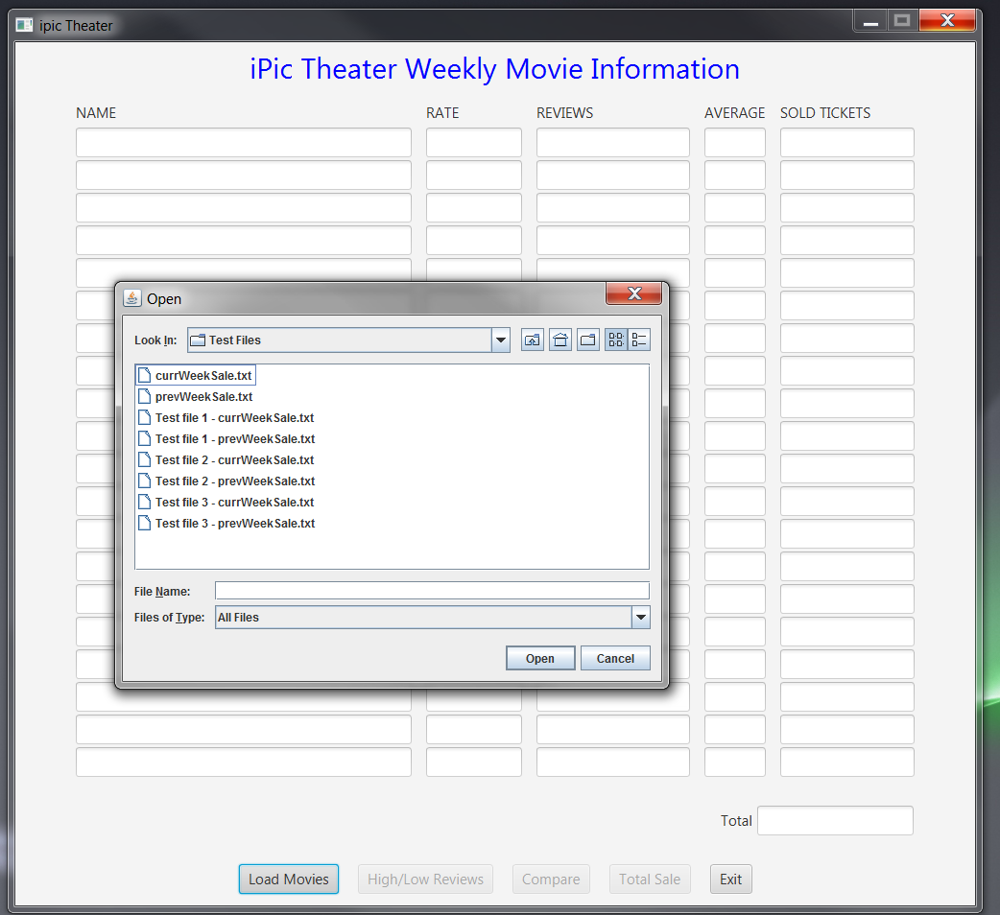 ipic Theater
iPic Theater Weekly Movie Information
NAME RATE REVIEWS AVERAGE SOLD TICKETS
Open
Look In: Test Files
currWeekSale.txt
prevWeekSale.txt
Test file 1 - currWeekSale.txt
Test file 1 - prevWeekSale.txt
Test file 2 - currWeekSale.txt
Test file 2 - prevWeekSale.txt
Test file 3 - currWeekSale.txt
Test file 3 - prevWeekSale.txt
File Name:
Files of Type: All Files
Open Cancel
Total
Load Movies High/Low Reviews Compare Total Sale Exit